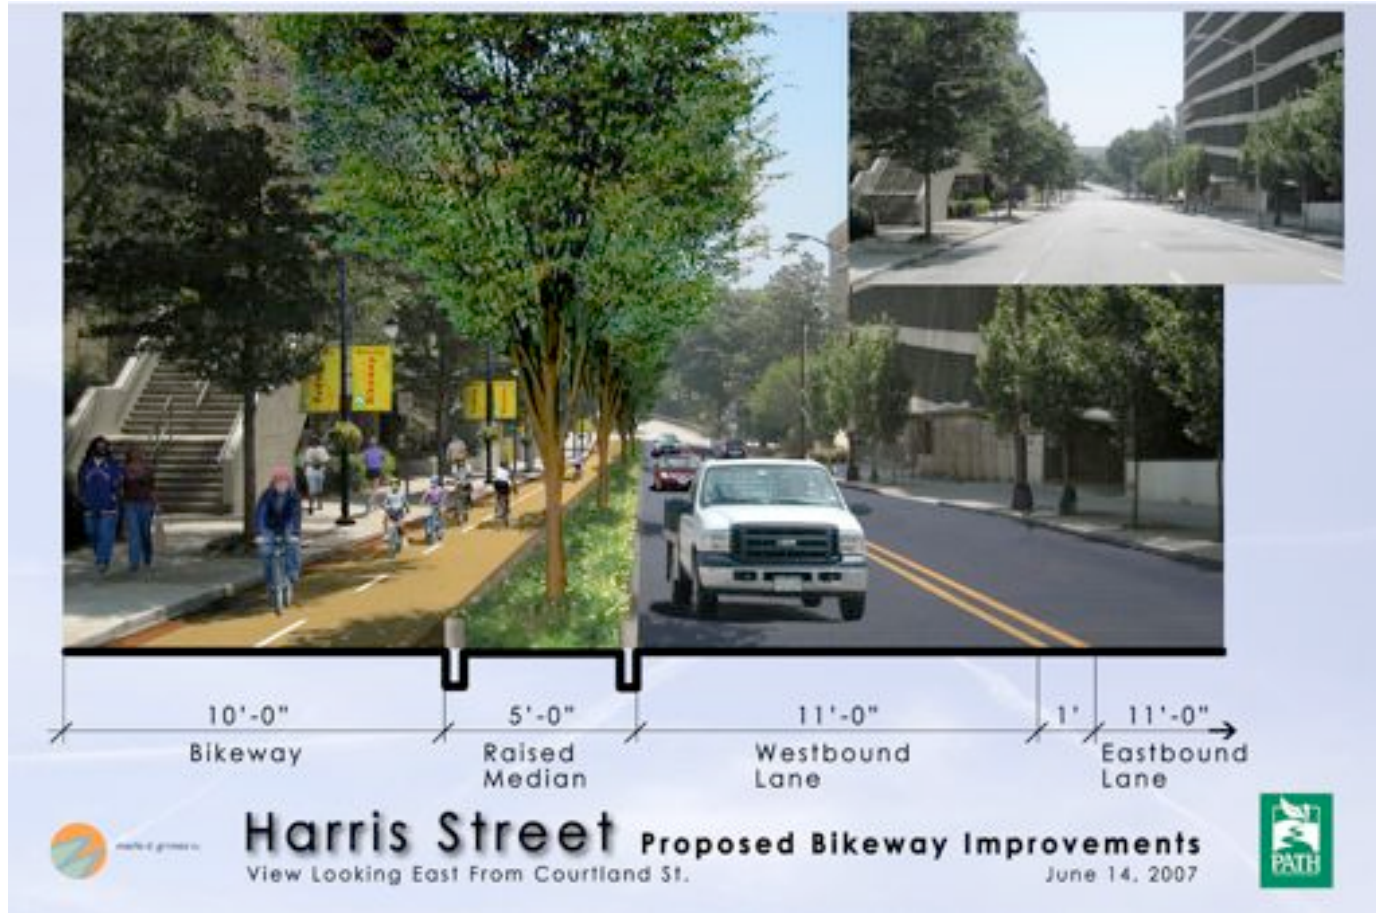 Bikeway
10'-0"
5'-0"
11'-0"
1'
11'-0"
Bikeway
Raised
Median
Westbound
Lane
Eastbound
Lane
Harris Street Proposed Bikeway Improvements
View Looking East From Courtland St.
June 14, 2007
PATH